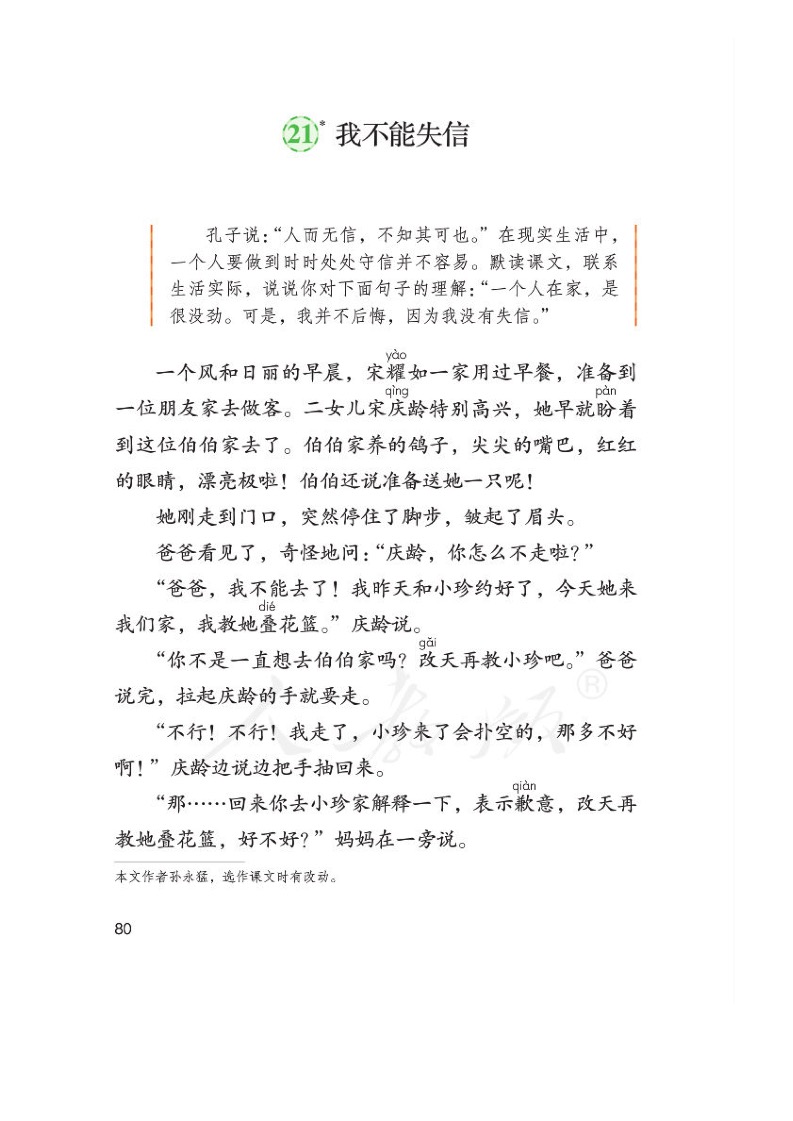 21* 我不能失信
孔子说：“人而无信，不知其可也。”在现实生活中，
一个人要做到时时处处守信并不容易。默读课文，联系
生活实际，说说你对下面句子的理解：“一个人在家，是
很没劲。可是，我并不后悔，因为我没有失信。”
yào
一个风和日丽的早晨，宋耀如一家用过早餐，准备到
qìng pàn
一位朋友家去做客。二女儿宋庆龄特别高兴，她早就盼着
到这位伯伯家去了。伯伯家养的鸽子，尖尖的嘴巴，红红
的眼睛，漂亮极啦！伯伯还说准备送她一只呢！
她刚走到门口，突然停住了脚步，皱起了眉头。
爸爸看见了，奇怪地问：“庆龄，你怎么不走啦？”
“爸爸，我不能去了！我昨天和小珍约好了，今天她来
dié
我们家，我教她叠花篮。”庆龄说。
gǎi
“你不是一直想去伯伯家吗？改天再教小珍吧。”爸爸
说完，拉起庆龄的手就要走。
“不行！不行！我走了，小珍来了会扑空的，那多不好
啊！”庆龄边说边把手抽回来。
qiàn
“那……回来你去小珍家解释一下，表示歉意，改天再
教她叠花篮，好不好？”妈妈在一旁说。
本文作者孙永猛，选作课文时有改动。
80
人教领®